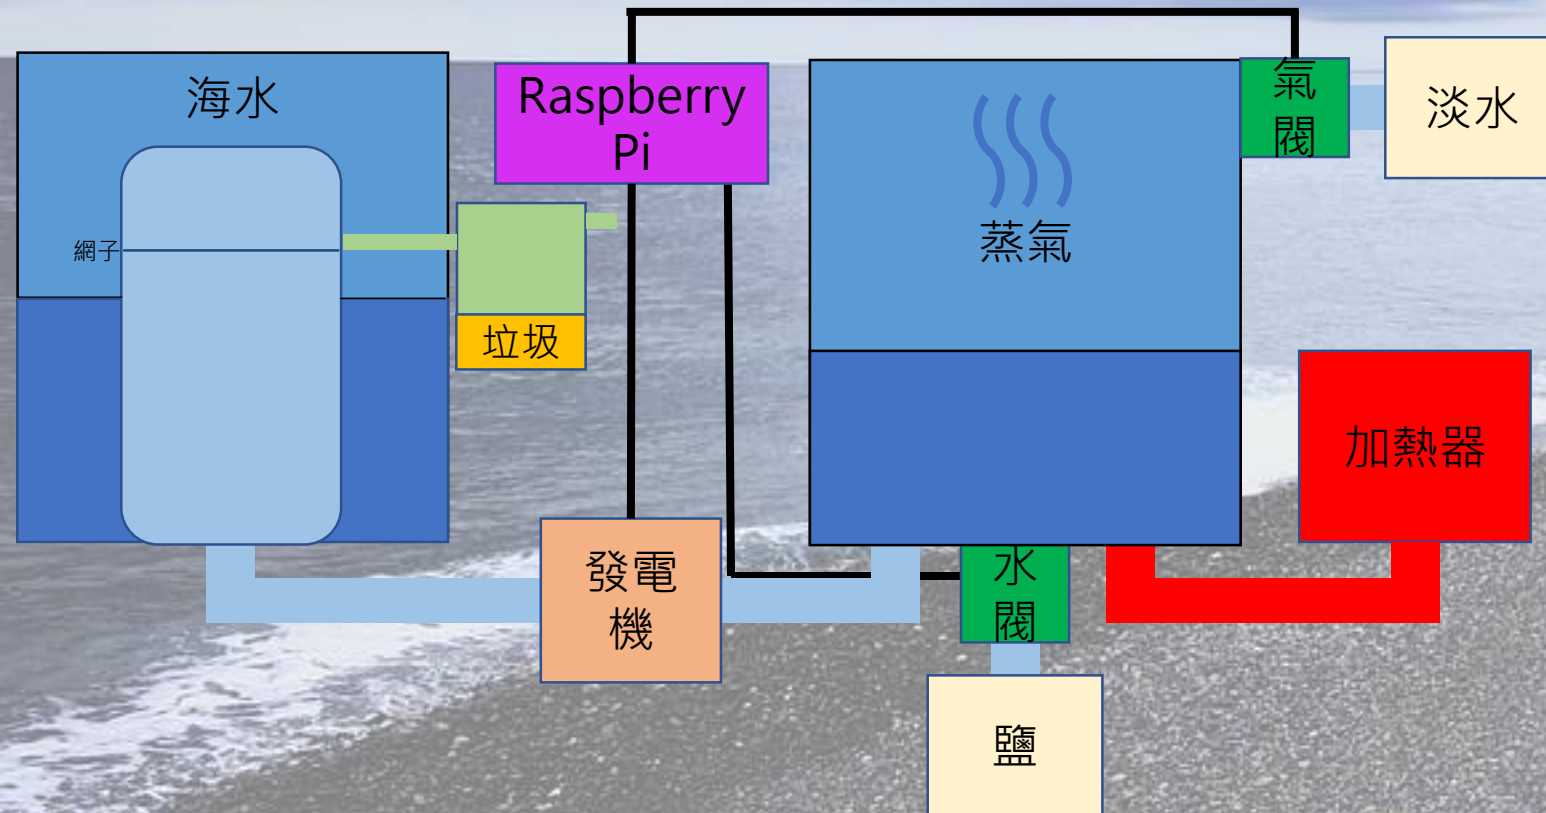 海水
Raspberry
Pi
氣
閥
淡水
蒸氣
網子
垃圾
加熱器
發電
機
水
閥
鹽